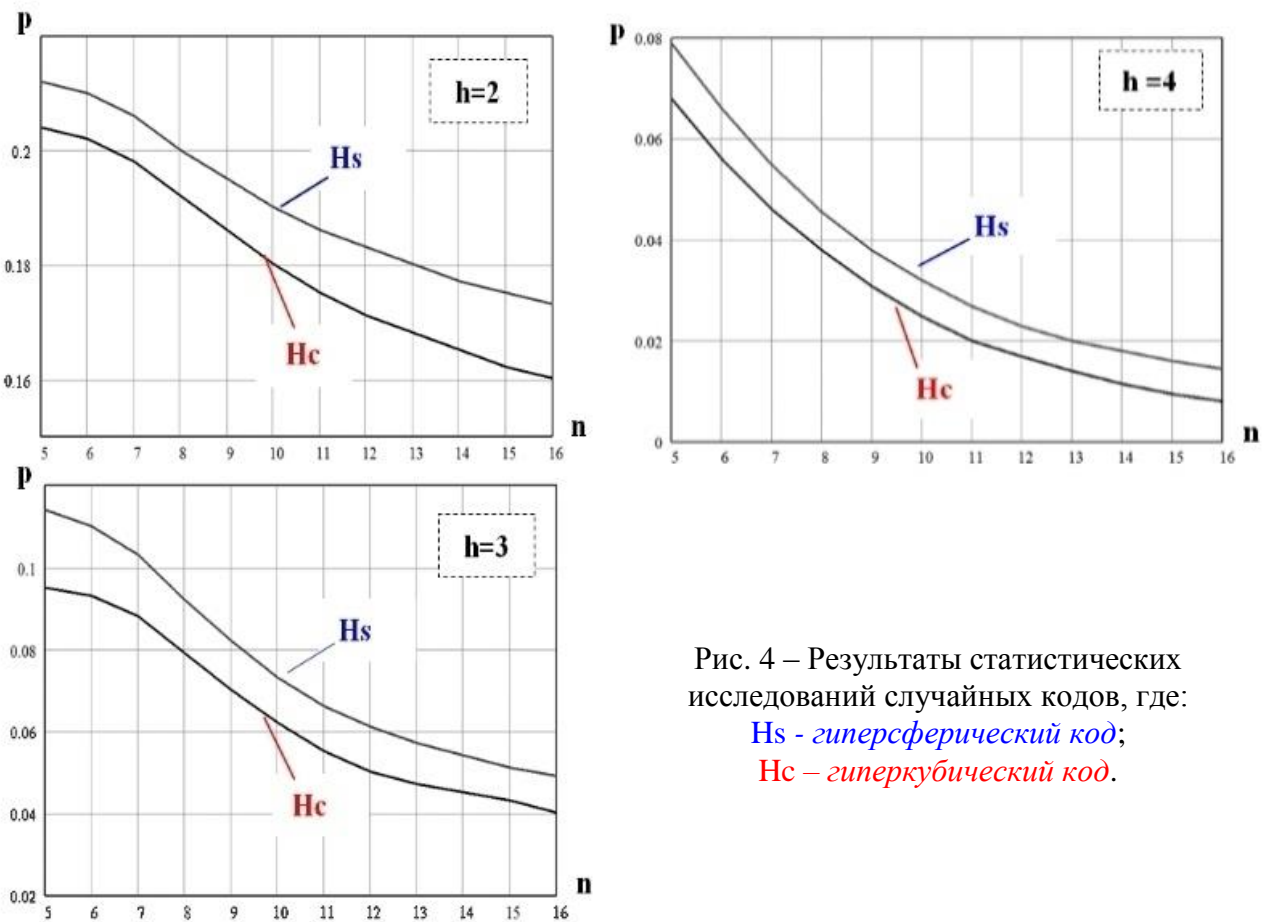 p
h=2
0.2
Hs
0.18
Hc
0.16
n
5 6 7 8 9 10 11 12 13 14 15 16
p
0.08
h =4
0.06
0.04
Hs
0.02
Hc
0
n
5 6 7 8 9 10 11 12 13 14 15 16
p
h=3
0.1
0.08
Hs
0.06
Hc
0.04
0.02
n
5 6 7 8 9 10 11 12 13 14 15 16
Рис. 4 – Результаты статистических
исследований случайных кодов, где:
Hs - гиперсферический код;
Hc – гиперкубический код.